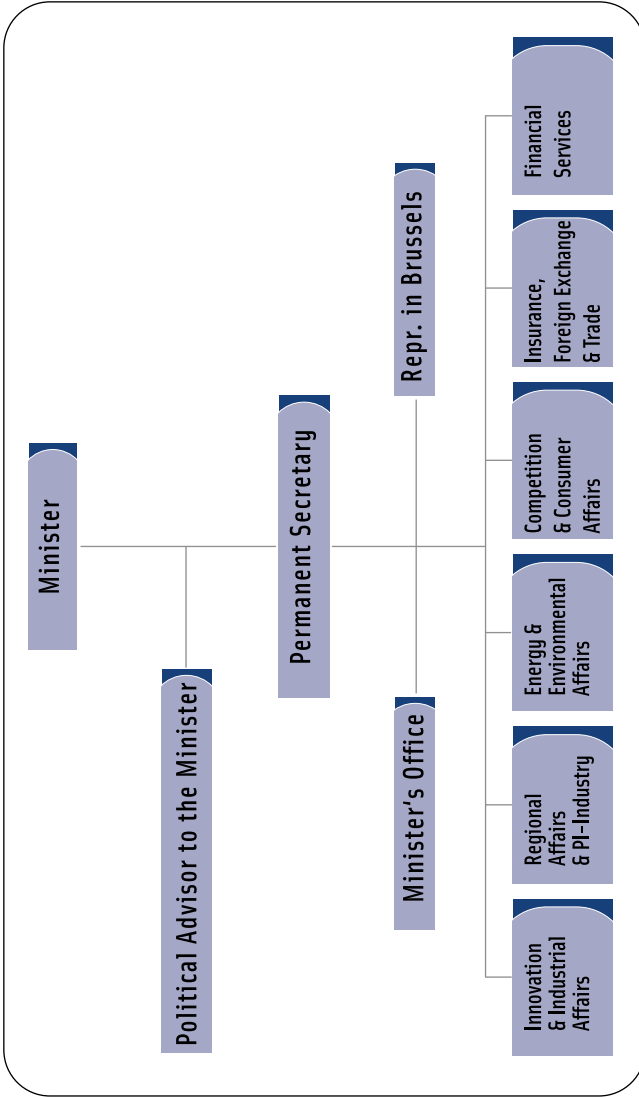 Minister
Political Advisor to the Minister
Permanent Secretary
Minister's Office
Repr. in Brussels
Innovation
& Industrial
Affairs
Regional
Affairs
& PI-Industry
Energy &
Environmental
Affairs
Competition
& Consumer
Affairs
Insurance,
Foreign Exchange
& Trade
Financial
Services